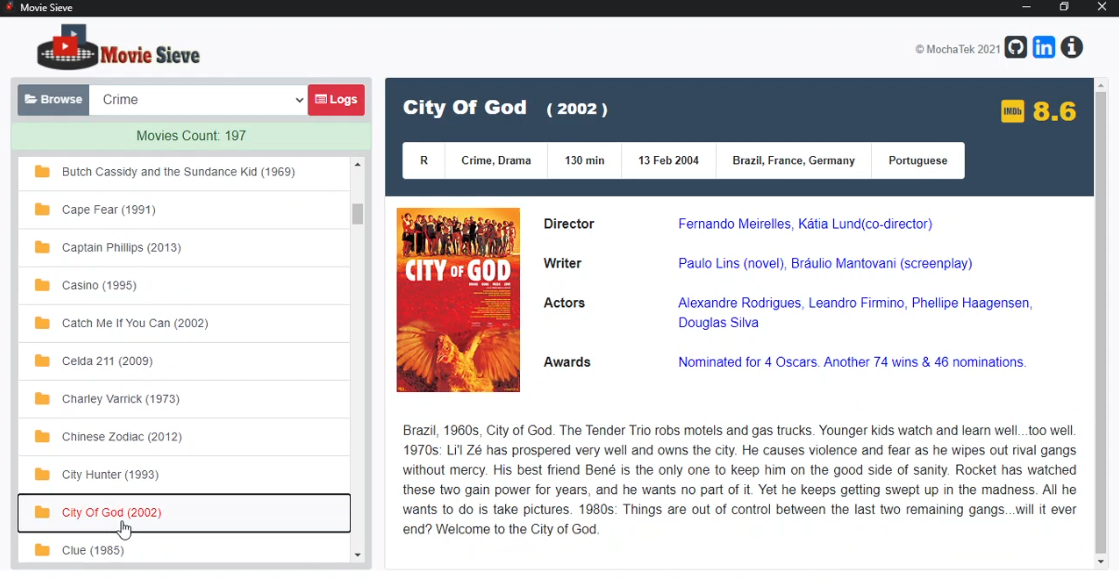 Movie Sieve
Movie Sieve
© MochaTek 2021
Browse
Crime
Logs
Movies Count: 197
Butch Cassidy and the Sundance Kid (1969)
Cape Fear (1991)
Captain Phillips (2013)
Casino (1995)
Catch Me If You Can (2002)
Celda 211 (2009)
Charley Varrick (1973)
Chinese Zodiac (2012)
City Hunter (1993)
City Of God (2002)
Clue (1985)
City Of God ( 2002 )
IMDb 8.6
R Crime, Drama 130 min 13 Feb 2004 Brazil, France, Germany Portuguese
CITY OF GOD
Director Fernando Meirelles, Kátia Lund(co-director)
Writer Paulo Lins (novel), Bráulio Mantovani (screenplay)
Actors Alexandre Rodrigues, Leandro Firmino, Phellipe Haagensen,
Douglas Silva
Awards Nominated for 4 Oscars. Another 74 wins & 46 nominations.
Brazil, 1960s, City of God. The Tender Trio robs motels and gas trucks. Younger kids watch and learn well...too well.
1970s: Li'l Zé has prospered very well and owns the city. He causes violence and fear as he wipes out rival gangs
without mercy. His best friend Bené is the only one to keep him on the good side of sanity. Rocket has watched
these two gain power for years, and he wants no part of it. Yet he keeps getting swept up in the madness. All he
wants to do is take pictures. 1980s: Things are out of control between the last two remaining gangs...will it ever
end? Welcome to the City of God.